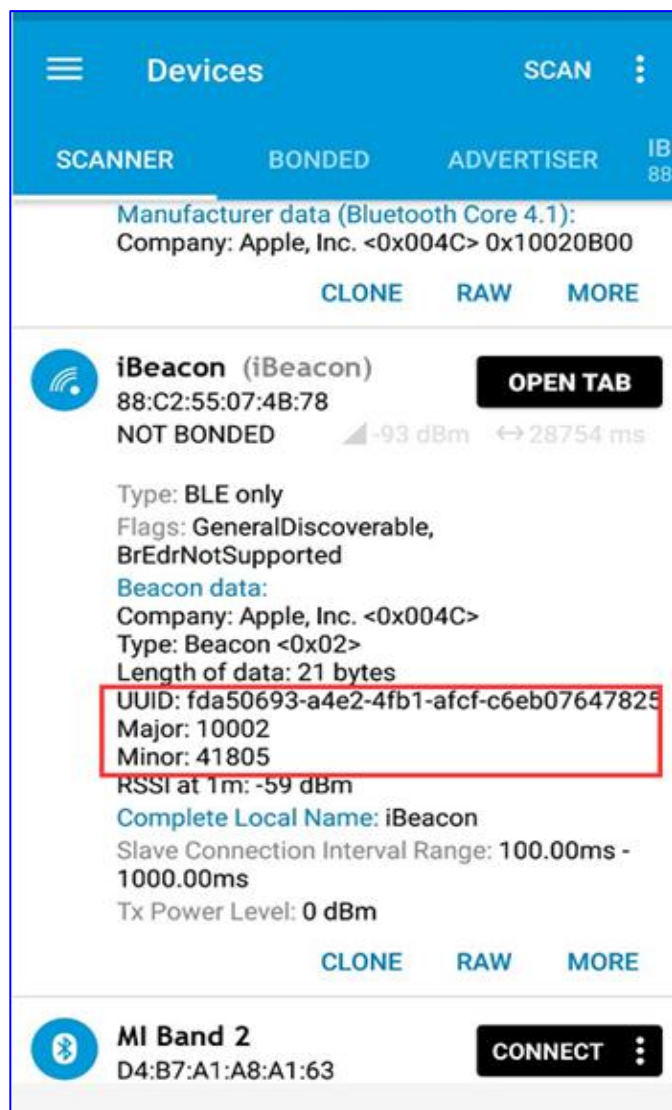 Devices SCAN
SCANNER BONDED ADVERTISER IB
88
Manufacturer data (Bluetooth Core 4.1):
Company: Apple, Inc. <0x004C> 0x10020B00
CLONE RAW MORE
iBeacon (iBeacon)
OPEN TAB
88:C2:55:07:4B:78
NOT BONDED -93 dBm 28754 ms
Type: BLE only
Flags: GeneralDiscoverable,
BrEdrNotSupported
Beacon data:
Company: Apple, Inc. <0x004C>
Type: Beacon <0x02>
Length of data: 21 bytes
UUID: fda50693-a4e2-4fb1-afcf-c6eb07647825
Major: 10002
Minor: 41805
RSSI at 1m: -59 dBm
Complete Local Name: iBeacon
Slave Connection Interval Range: 100.00ms -
1000.00ms
Tx Power Level: 0 dBm
CLONE RAW MORE
MI Band 2
CONNECT
D4:B7:A1:A8:A1:63